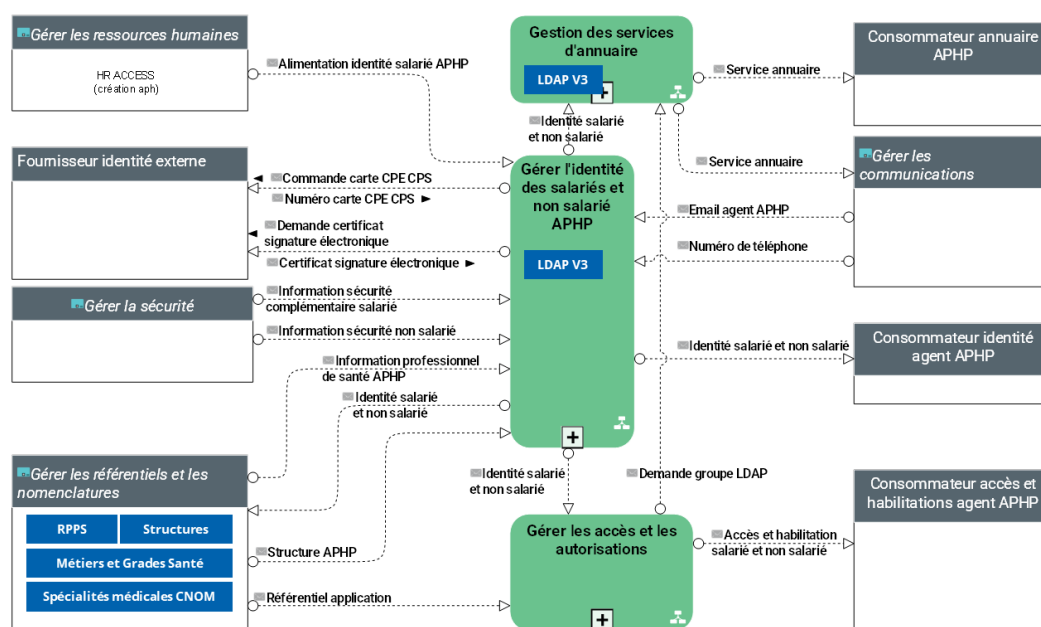 Gérer les ressources humaines
HR ACCESS
(création aph)
Alimentation identité salarié APHP
Gestion des services
d'annuaire
LDAP V3
Service annuaire
Consommateur annuaire
APHP
Identité salarié
et non salarié
Service annuaire
Gérer les
communications
Fournisseur identité externe
Commande carte CPE CPS
Numéro carte CPE CPS
Demande certificat
signature électronique
Certificat signature électronique
Gérer l'identité
des salariés et
non salarié
APHP
LDAP V3
Email agent APHP
Numéro de téléphone
Gérer la sécurité
Information sécurité
complémentaire salarié
Information sécurité non salarié
Information professionnel
de santé APHP
Identité salarié
et non salarié
Identité salarié et non salarié
Consommateur identité
agent APHP
Gérer les référentiels et les
nomenclatures
RPPS
Structures
Métiers et Grades Santé
Spécialités médicales CNOM
Structure APHP
Référentiel application
Identité salarié
et non salarié
Demande groupe LDAP
Gérer les accès et les
autorisations
Accès et habilitation
salarié et non salarié
Consommateur accès et
habilitations agent APHP